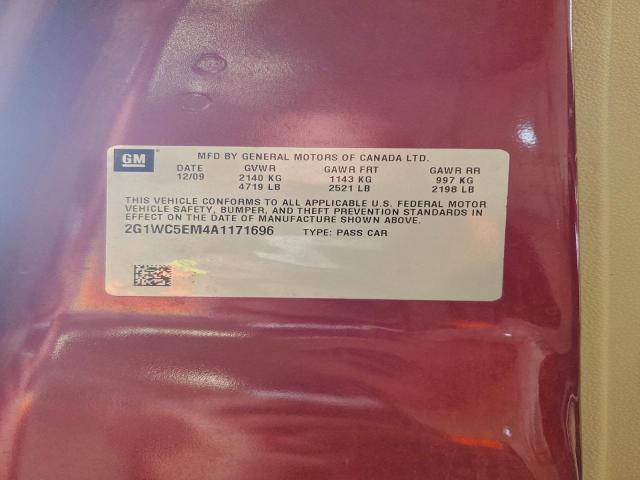 GM ® MFD BY GENERAL MOTORS OF CANADA LTD.
DATE GVWR GAWR FRT GAWR RR
12/09 2140 KG 1143 KG 997 KG
4719 LB 2521 LB 2198 LB
THIS VEHICLE CONFORMS TO ALL APPLICABLE U.S. FEDERAL MOTOR
VEHICLE SAFETY, BUMPER, AND THEFT PREVENTION STANDARDS IN
EFFECT ON THE DATE OF MANUFACTURE SHOWN ABOVE.
2G1WC5EM4A1171696 TYPE: PASS CAR